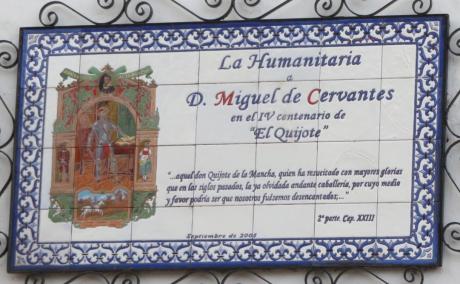 La Humanitaria
a
D. Miguel de Cervantes
en el IV centenario de
"El Quijote"
"...aquel don Quijote de la Mancha, quien ha resucitado con mayores glorias
que en los siglos pasados, la ya olvidada andante caballería, por cuyo medio
y favor podría ser que nosotros fuésemos desencantados;..."
2ª parte. Cap. XXIII
Septiembre de 2005